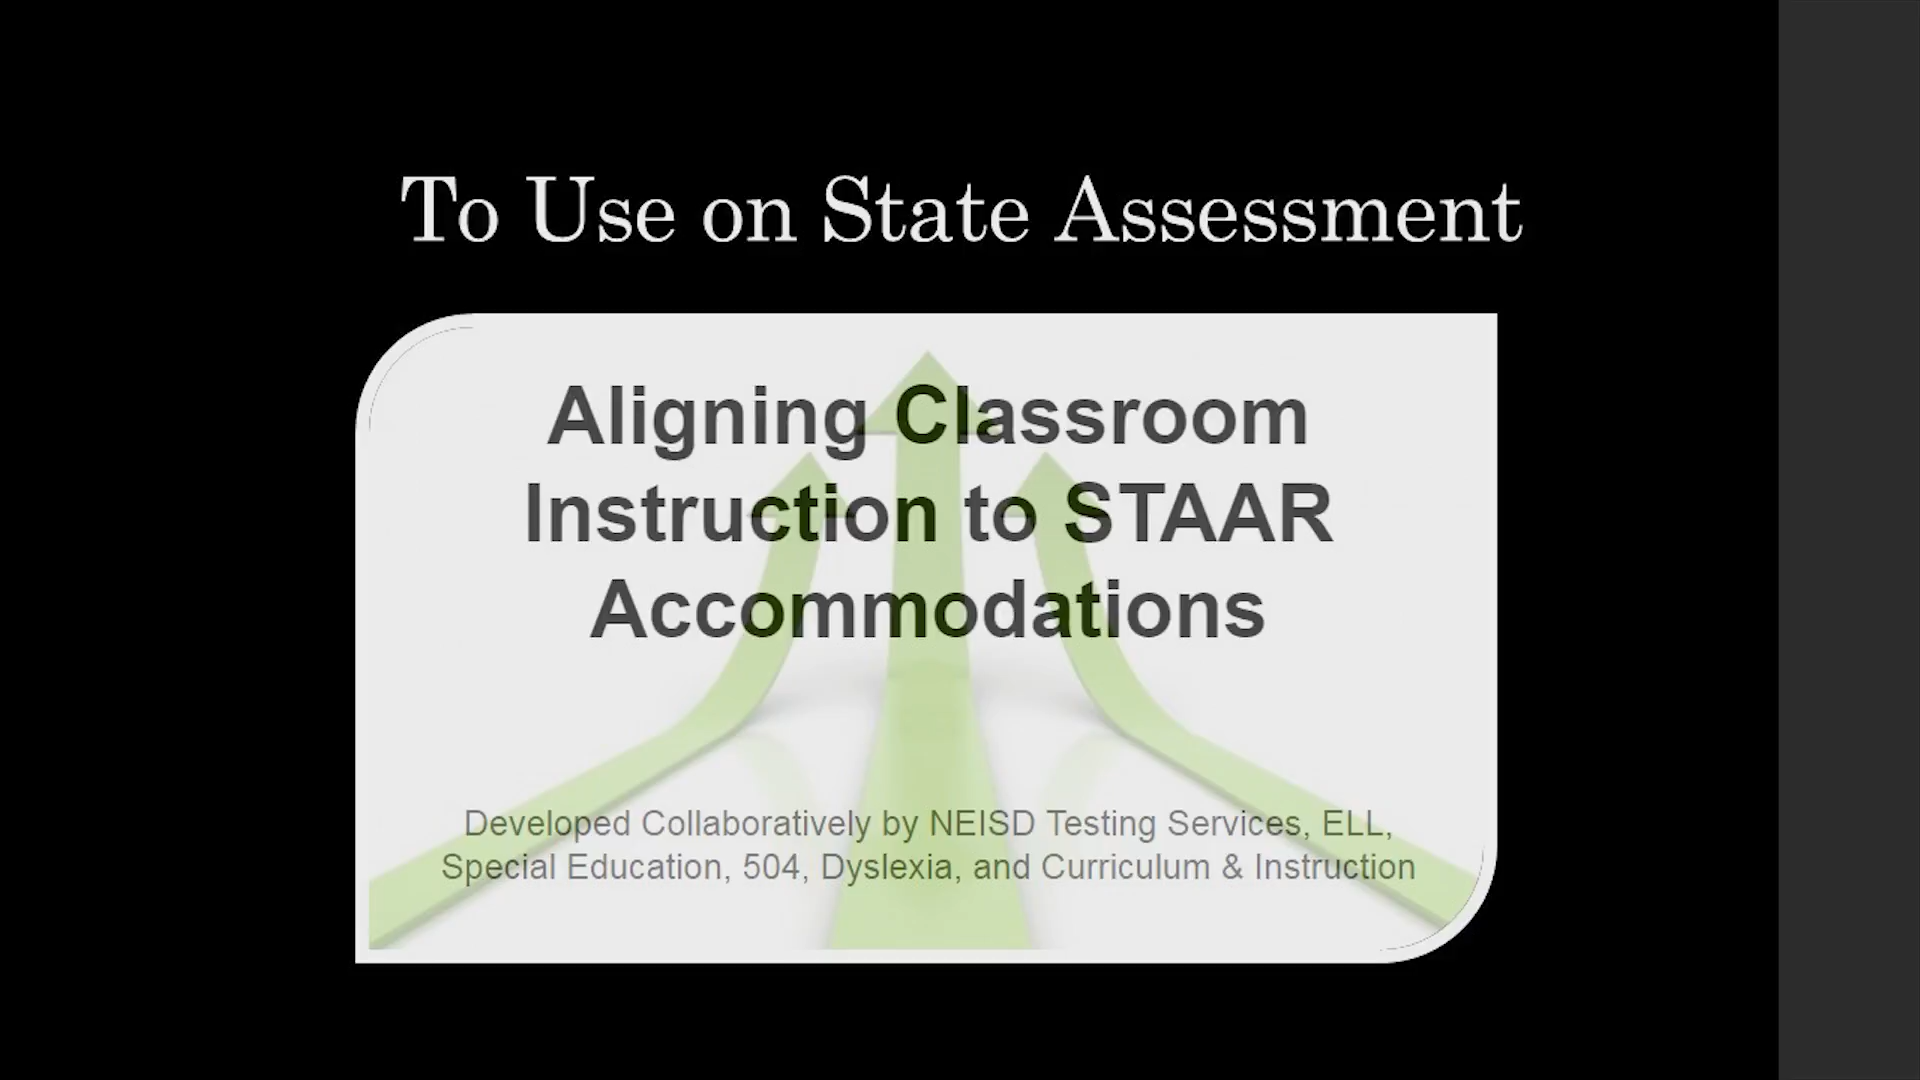 To Use on State Assessment
Aligning Classroom
Instruction to STAAR
Accommodations
Developed Collaboratively by NEISD Testing Services, ELL,
Special Education, 504, Dyslexia, and Curriculum & Instruction